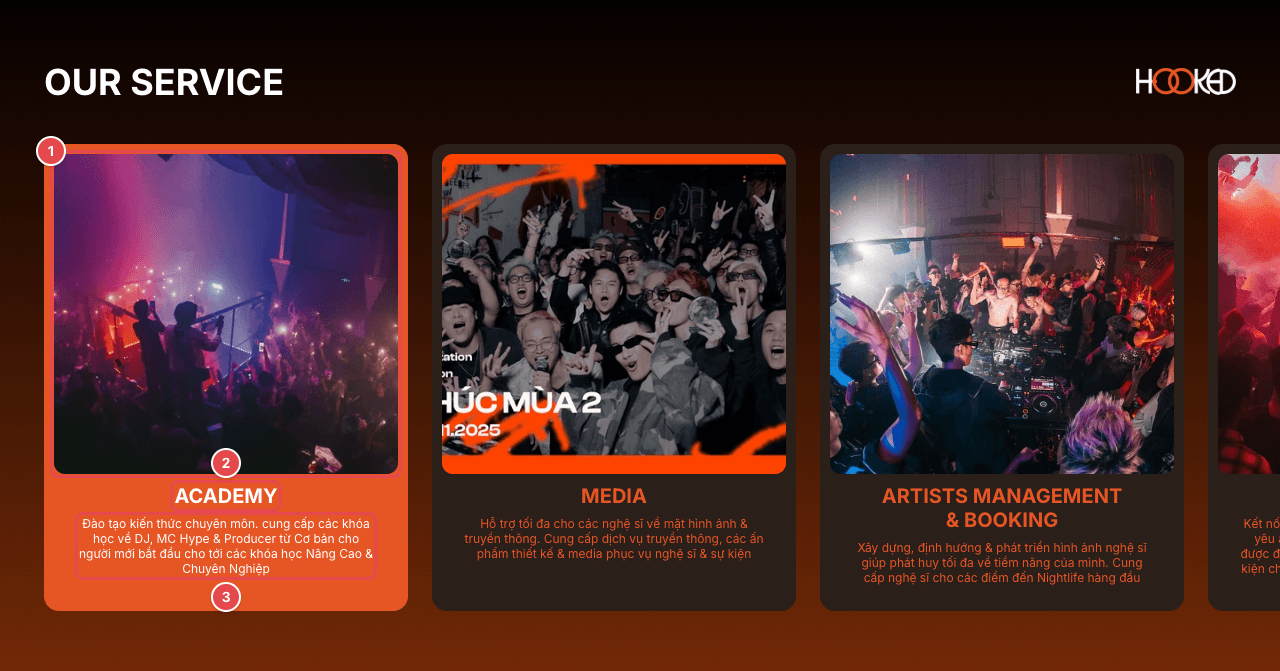 OUR SERVICE
HOOKED
1
2
ACADEMY
Đào tạo kiến thức chuyên môn. cung cấp các khóa
học về DJ, MC Hype & Producer từ Cơ bản cho
người mới bắt đầu cho tới các khóa học Nâng Cao &
Chuyên Nghiệp
3
tation
on
HÚC MÙA 2
11.2025
MEDIA
Hỗ trợ tối đa cho các nghệ sĩ về mặt hình ảnh &
truyền thông. Cung cấp dịch vụ truyền thông, các ấn
phẩm thiết kế & media phục vụ nghệ sĩ & sự kiện
ARTISTS MANAGEMENT
& BOOKING
Xây dựng, định hướng & phát triển hình ảnh nghệ sĩ
giúp phát huy tối đa về tiềm năng của mình. Cung
cấp nghệ sĩ cho các điểm đến Nightlife hàng đầu
Kết nố
yêu
được đ
kiện ch